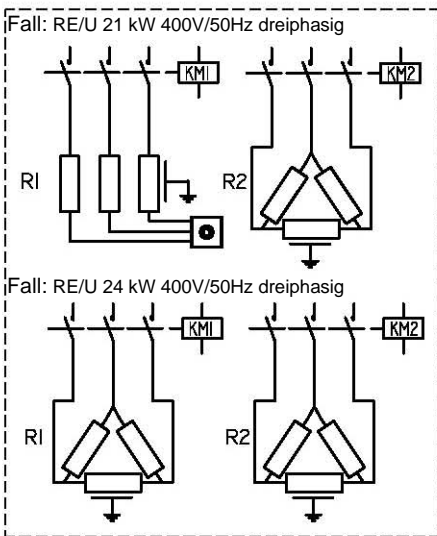 Fall: RE/U 21 kW 400V/50Hz dreiphasig
KM1 KM2
R1 R2
Fall: RE/U 24 kW 400V/50Hz dreiphasig
KM1 KM2
R1 R2